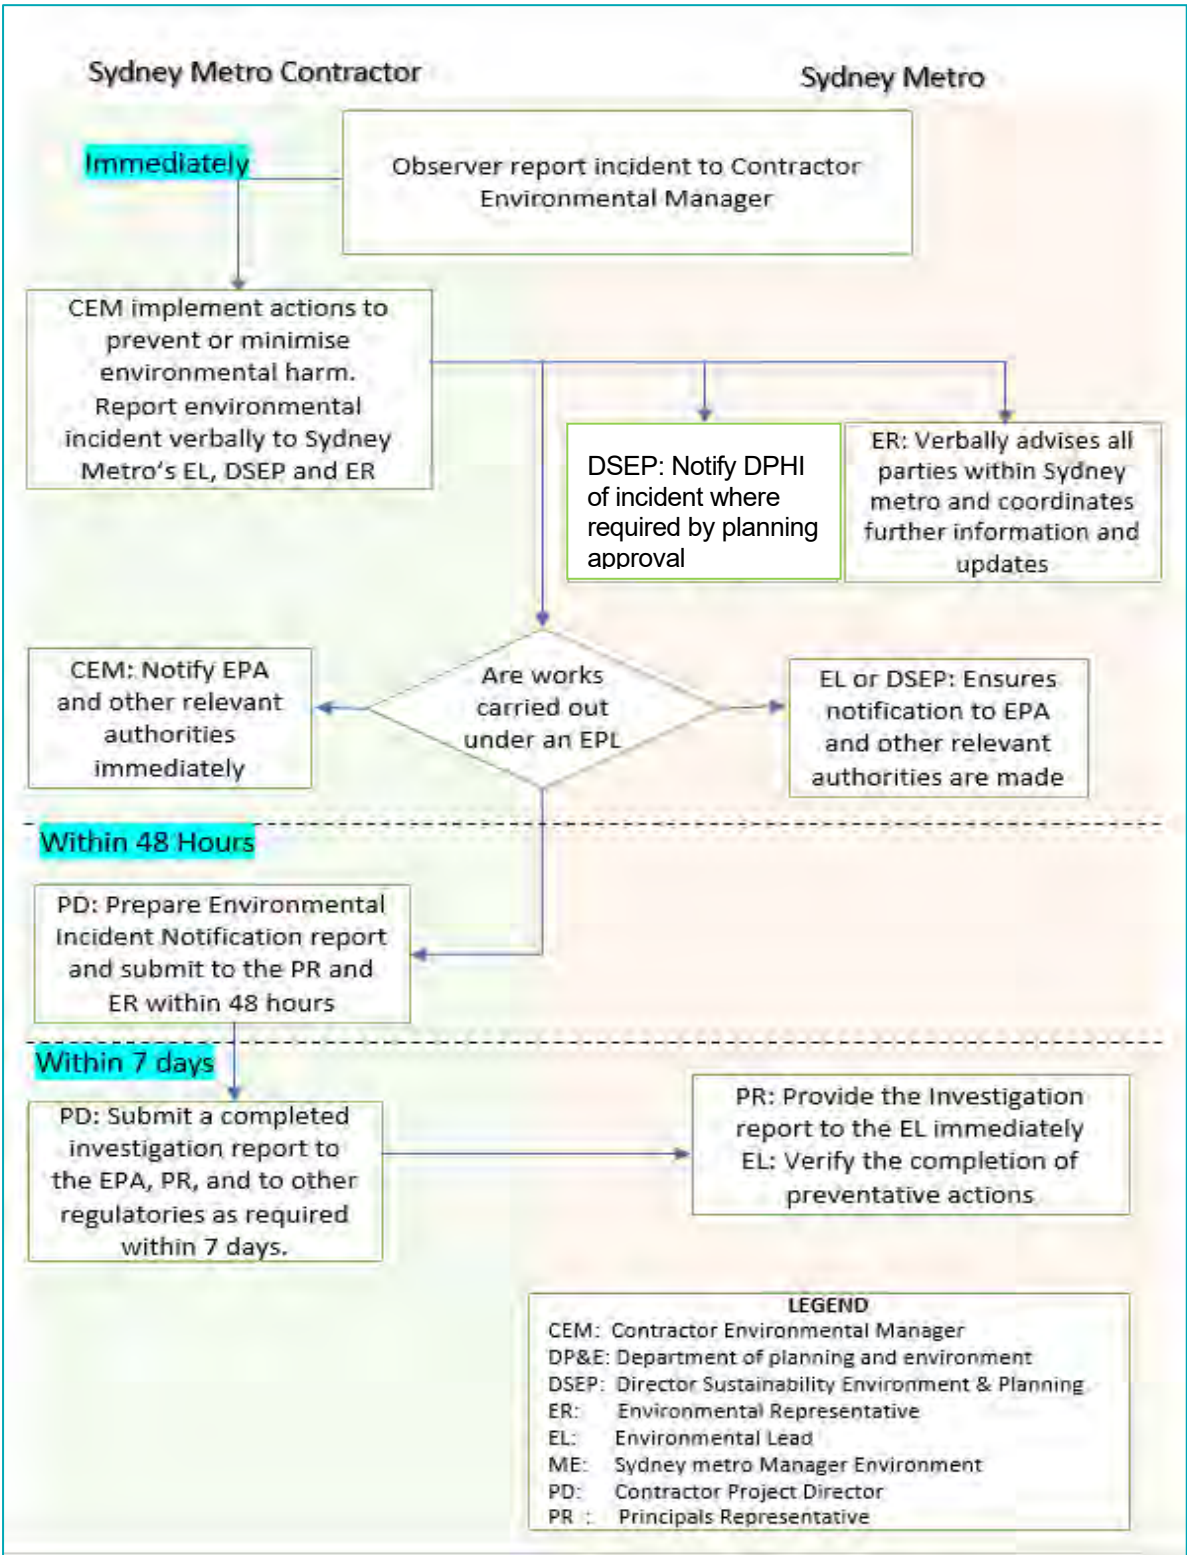 Sydney Metro Contractor
Sydney Metro
Immediately
Observer report incident to Contractor
Environmental Manager
CEM implement actions to
prevent or minimise
environmental harm.
Report environmental
incident verbally to Sydney
Metro's EL, DSEP and ER
DSEP: Notify DPHI
of incident where
required by planning
approval
ER: Verbally advises all
parties within Sydney
metro and coordinates
further information and
updates
CEM: Notify EPA
and other relevant
authorities
immediately
Are works
carried out
under an EPL
EL or DSEP: Ensures
notification to EPA
and other relevant
authorities are made
Within 48 Hours
PD: Prepare Environmental
Incident Notification report
and submit to the PR and
ER within 48 hours
Within 7 days
PD: Submit a completed
investigation report to
the EPA, PR, and to other
regulatories as required
within 7 days.
PR: Provide the Investigation
report to the EL immediately
EL: Verify the completion of
preventative actions
LEGEND
CEM: Contractor Environmental Manager
DP&E: Department of planning and environment
DSEP: Director Sustainability Environment & Planning
ER: Environmental Representative
EL: Environmental Lead
ME: Sydney metro Manager Environment
PD: Contractor Project Director
PR : Principals Representative